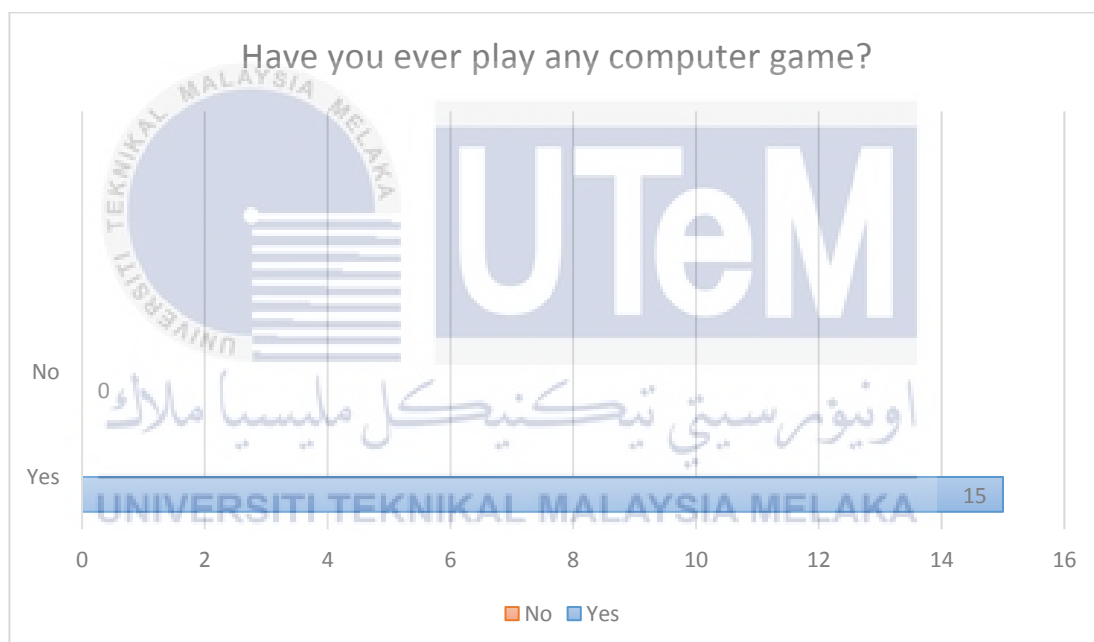 Have you ever play any computer game?
UNIVERSITI TEKNIKAL MALAYSIA MELAKA
UTeM
No
0
اونيۏرسيتي تيكنيكل مليسيا ملاك
Yes
15
UNIVERSITI TEKNIKAL MALAYSIA MELAKA
0 2 4 6 8 10 12 14 16
No Yes